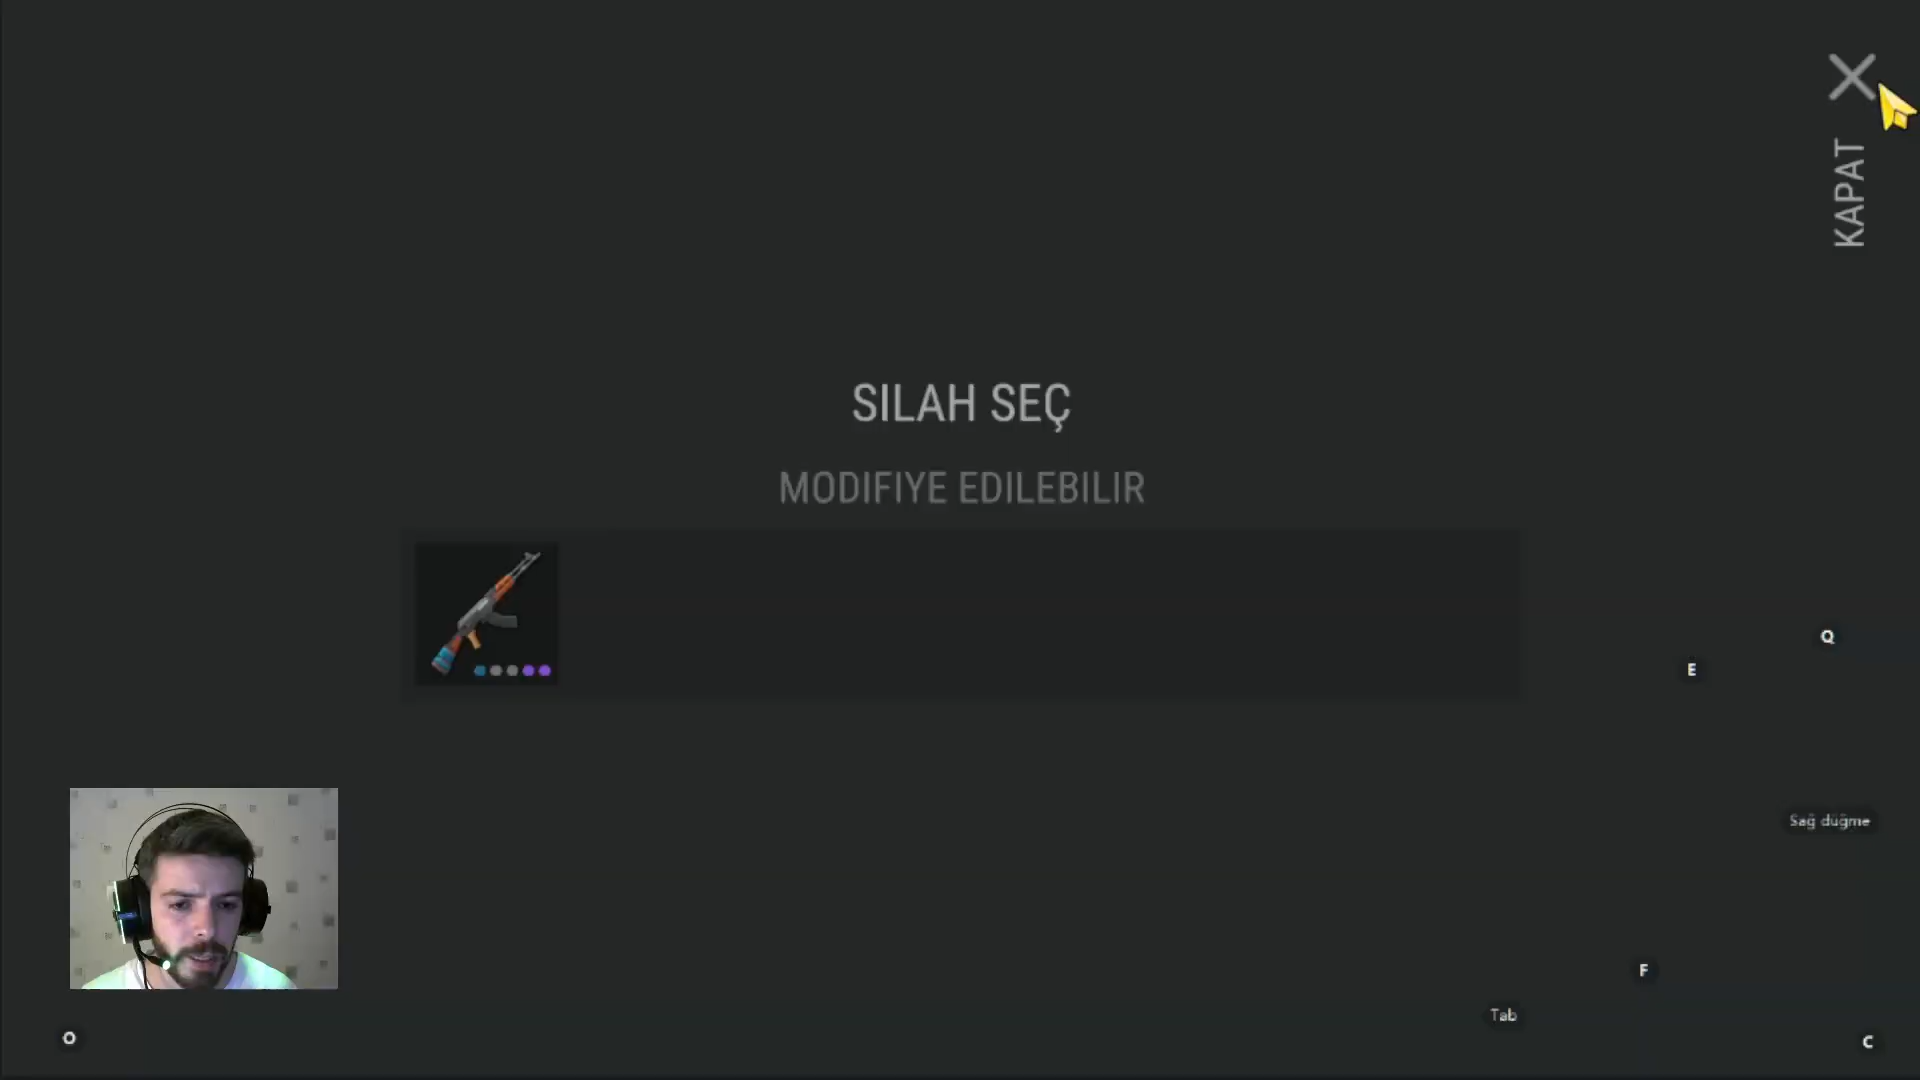 KAPAT
SILAH SEÇ
MODIFIYE EDILEBILIR
Q
E
Sağ düğme
F
Tab
O
C